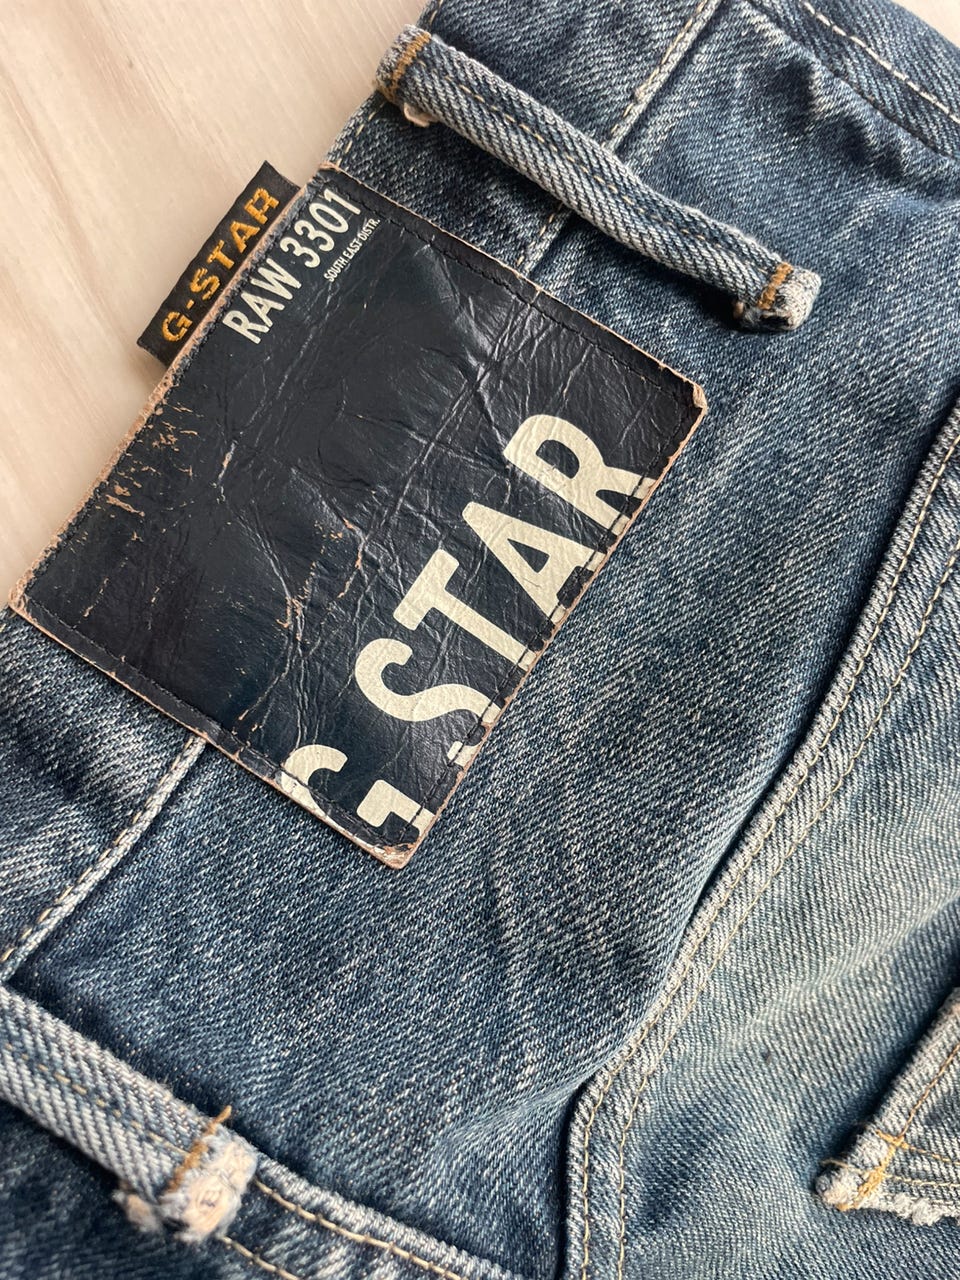 G-STAR
RAW 3301
SOUTH EAST DISTR.
G STAR